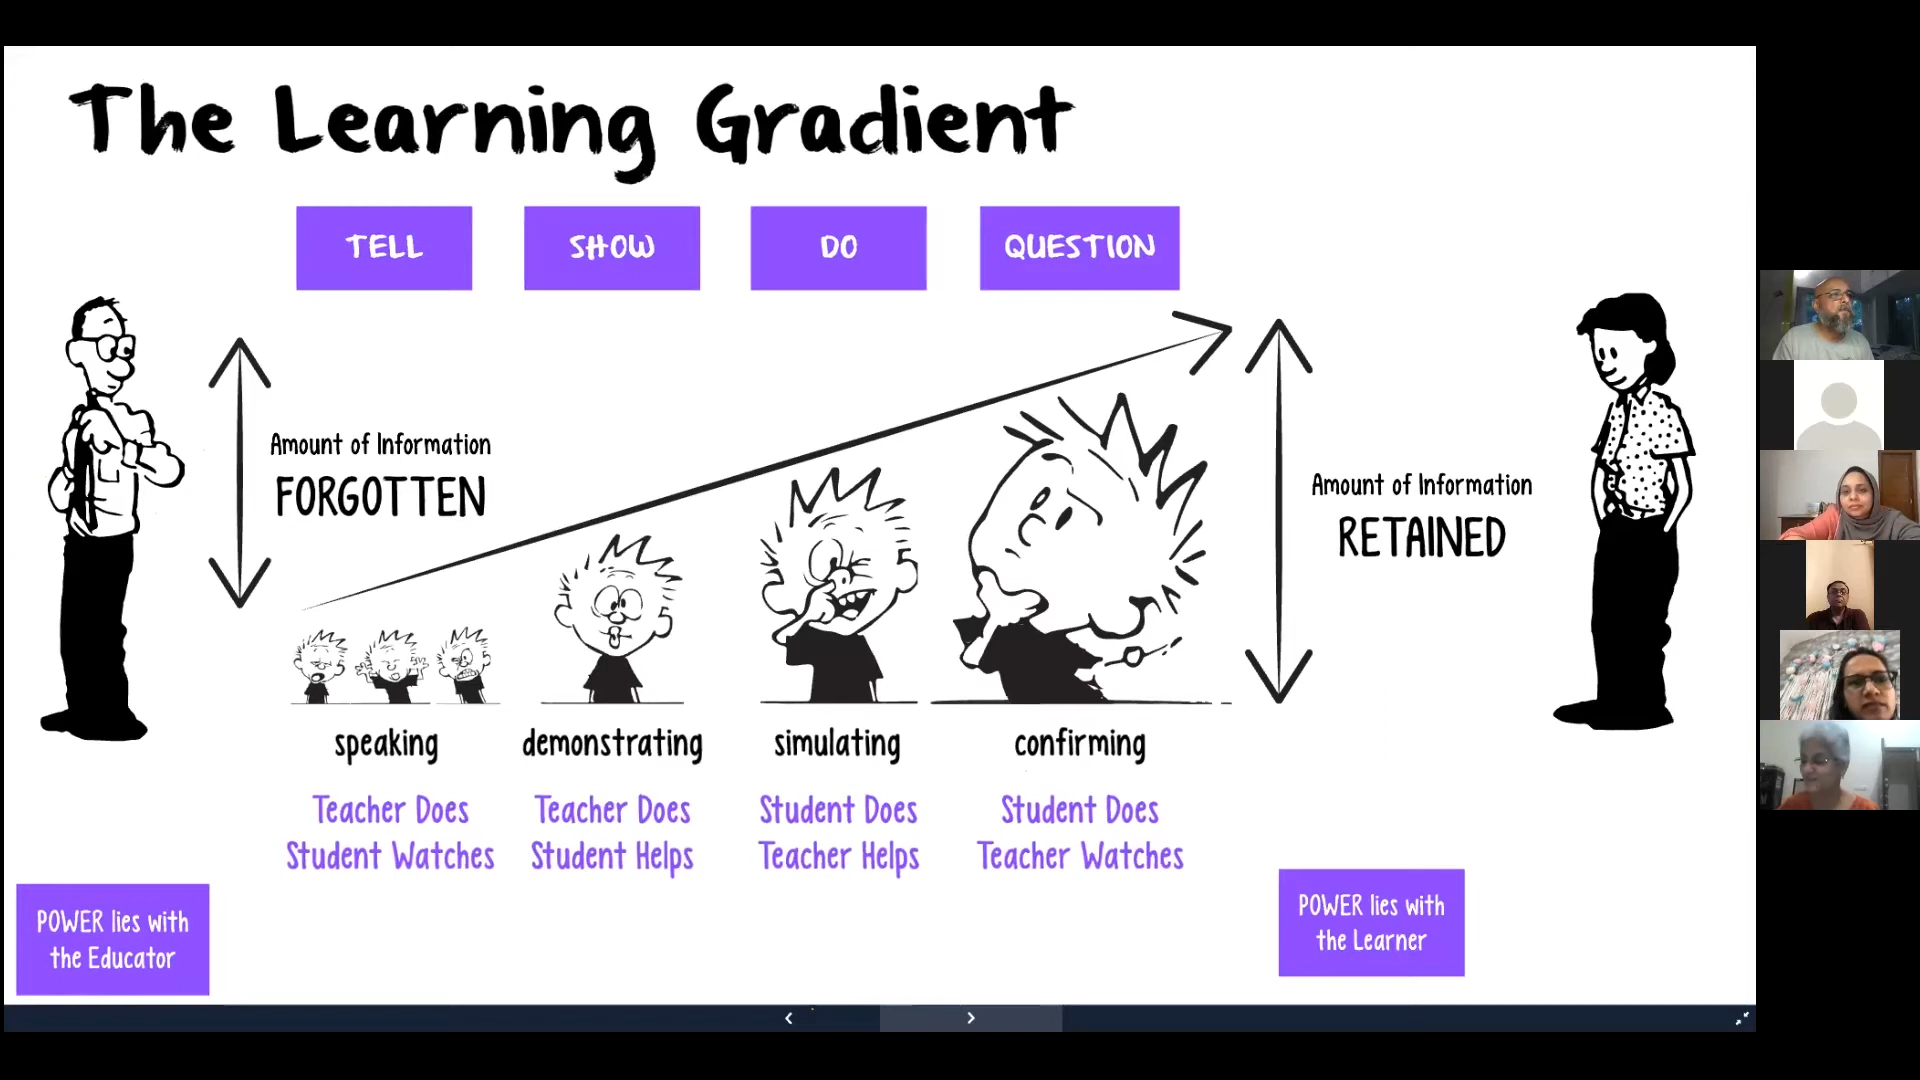 The Learning Gradient
TELL
SHOW
DO
QUESTION
Amount of Information
FORGOTTEN
Amount of Information
RETAINED
speaking
demonstrating
simulating
confirming
Teacher Does
Student Watches
Teacher Does
Student Helps
Student Does
Teacher Helps
Student Does
Teacher Watches
POWER lies with
the Educator
POWER lies with
the Learner